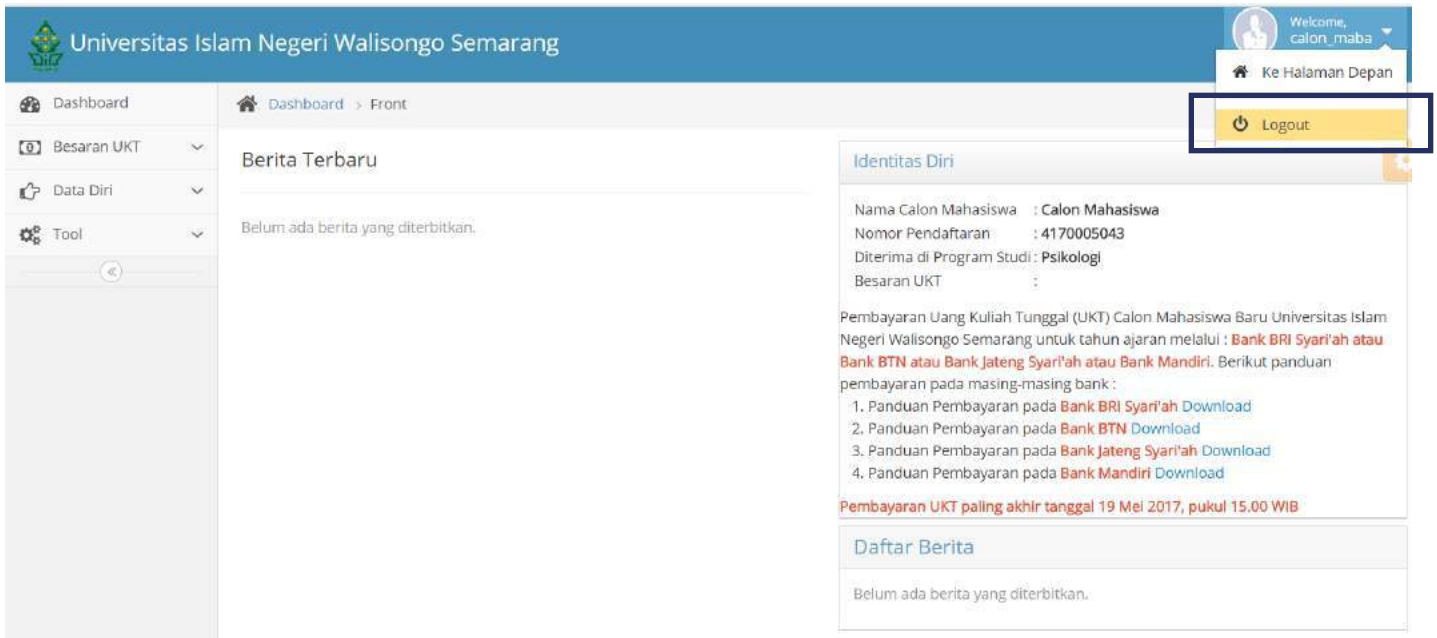 Universitas Islam Negeri Walisongo Semarang
Welcome,
calon_maba
Ke Halaman Depan
Logout
Dashboard
Besaran UKT
Data Diri
Tool
Dashboard > Front
Berita Terbaru
Belum ada berita yang diterbitkan.
Identitas Diri
Nama Calon Mahasiswa : Calon Mahasiswa
Nomor Pendaftaran : 4170005043
Diterima di Program Studi : Psikologi
Besaran UKT :
Pembayaran Uang Kuliah Tunggal (UKT) Calon Mahasiswa Baru Universitas Islam
Negeri Walisongo Semarang untuk tahun ajaran melalui : Bank BRI Syari'ah atau
Bank BTN atau Bank Jateng Syari'ah atau Bank Mandiri. Berikut panduan
pembayaran pada masing-masing bank :
1. Panduan Pembayaran pada Bank BRI Syari'ah Download
2. Panduan Pembayaran pada Bank BTN Download
3. Panduan Pembayaran pada Bank Jateng Syari'ah Download
4. Panduan Pembayaran pada Bank Mandiri Download
Pembayaran UKT paling akhir tanggal 19 Mei 2017, pukul 15.00 WIB
Daftar Berita
Belum ada berita yang diterbitkan.